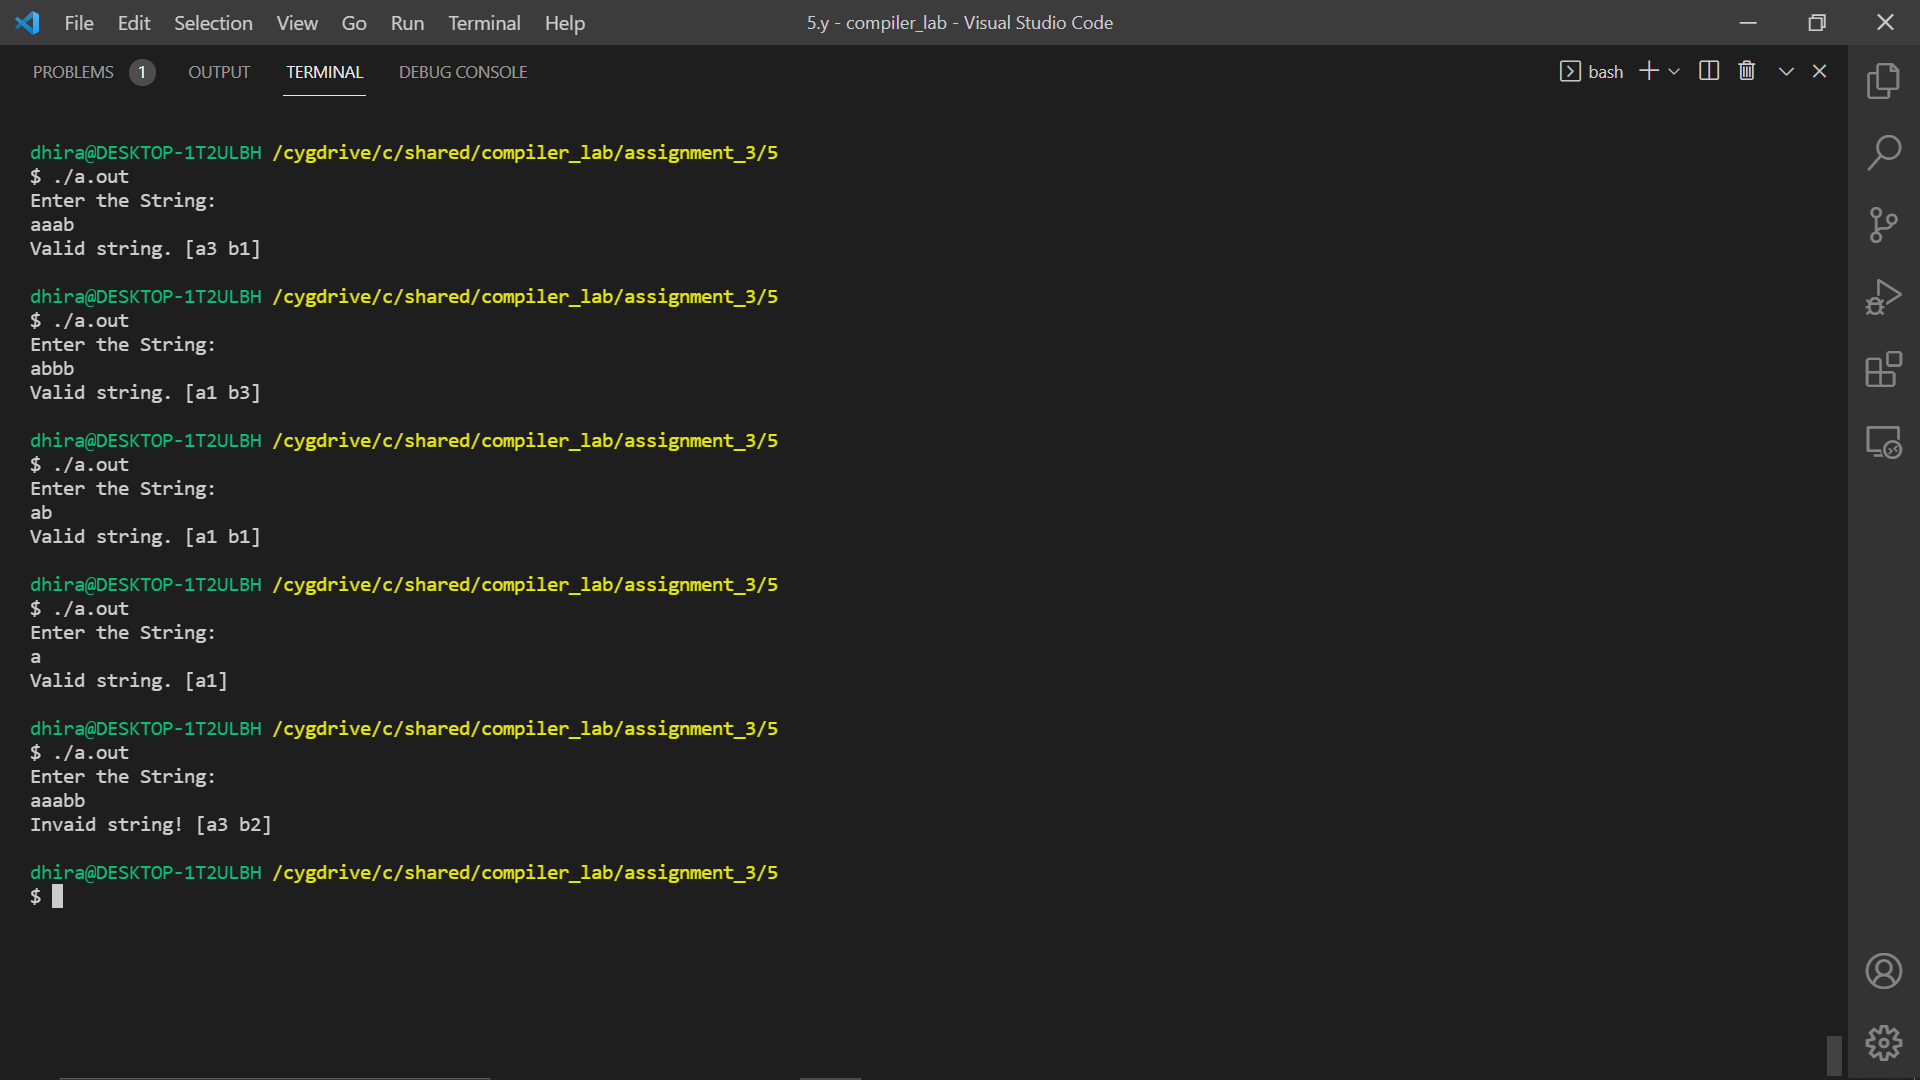 File Edit Selection View Go Run Terminal Help 5.y - compiler_lab - Visual Studio Code
PROBLEMS 1 OUTPUT TERMINAL DEBUG CONSOLE bash
dhira@DESKTOP-1T2ULBH /cygdrive/c/shared/compiler_lab/assignment_3/5
$ ./a.out
Enter the String:
aaab
Valid string. [a3 b1]
dhira@DESKTOP-1T2ULBH /cygdrive/c/shared/compiler_lab/assignment_3/5
$ ./a.out
Enter the String:
abbb
Valid string. [a1 b3]
dhira@DESKTOP-1T2ULBH /cygdrive/c/shared/compiler_lab/assignment_3/5
$ ./a.out
Enter the String:
ab
Valid string. [a1 b1]
dhira@DESKTOP-1T2ULBH /cygdrive/c/shared/compiler_lab/assignment_3/5
$ ./a.out
Enter the String:
a
Valid string. [a1]
dhira@DESKTOP-1T2ULBH /cygdrive/c/shared/compiler_lab/assignment_3/5
$ ./a.out
Enter the String:
aaabb
Invaid string! [a3 b2]
dhira@DESKTOP-1T2ULBH /cygdrive/c/shared/compiler_lab/assignment_3/5
$